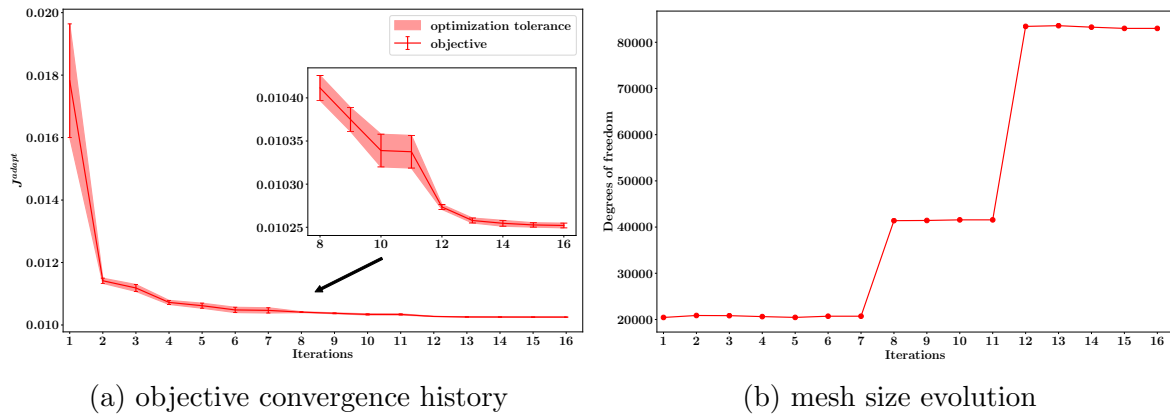 0.020
0.018
0.016
0.014
0.012
0.010
J^{adapt}
optimization tolerance
objective
0.01040
0.01035
0.01030
0.01025
8 10 12 14 16
1 2 3 4 5 6 7 8 9 10 11 12 13 14 15 16
Iterations
(a) objective convergence history
80000
70000
60000
50000
40000
30000
20000
Degrees of freedom
1 2 3 4 5 6 7 8 9 10 11 12 13 14 15 16
Iterations
(b) mesh size evolution